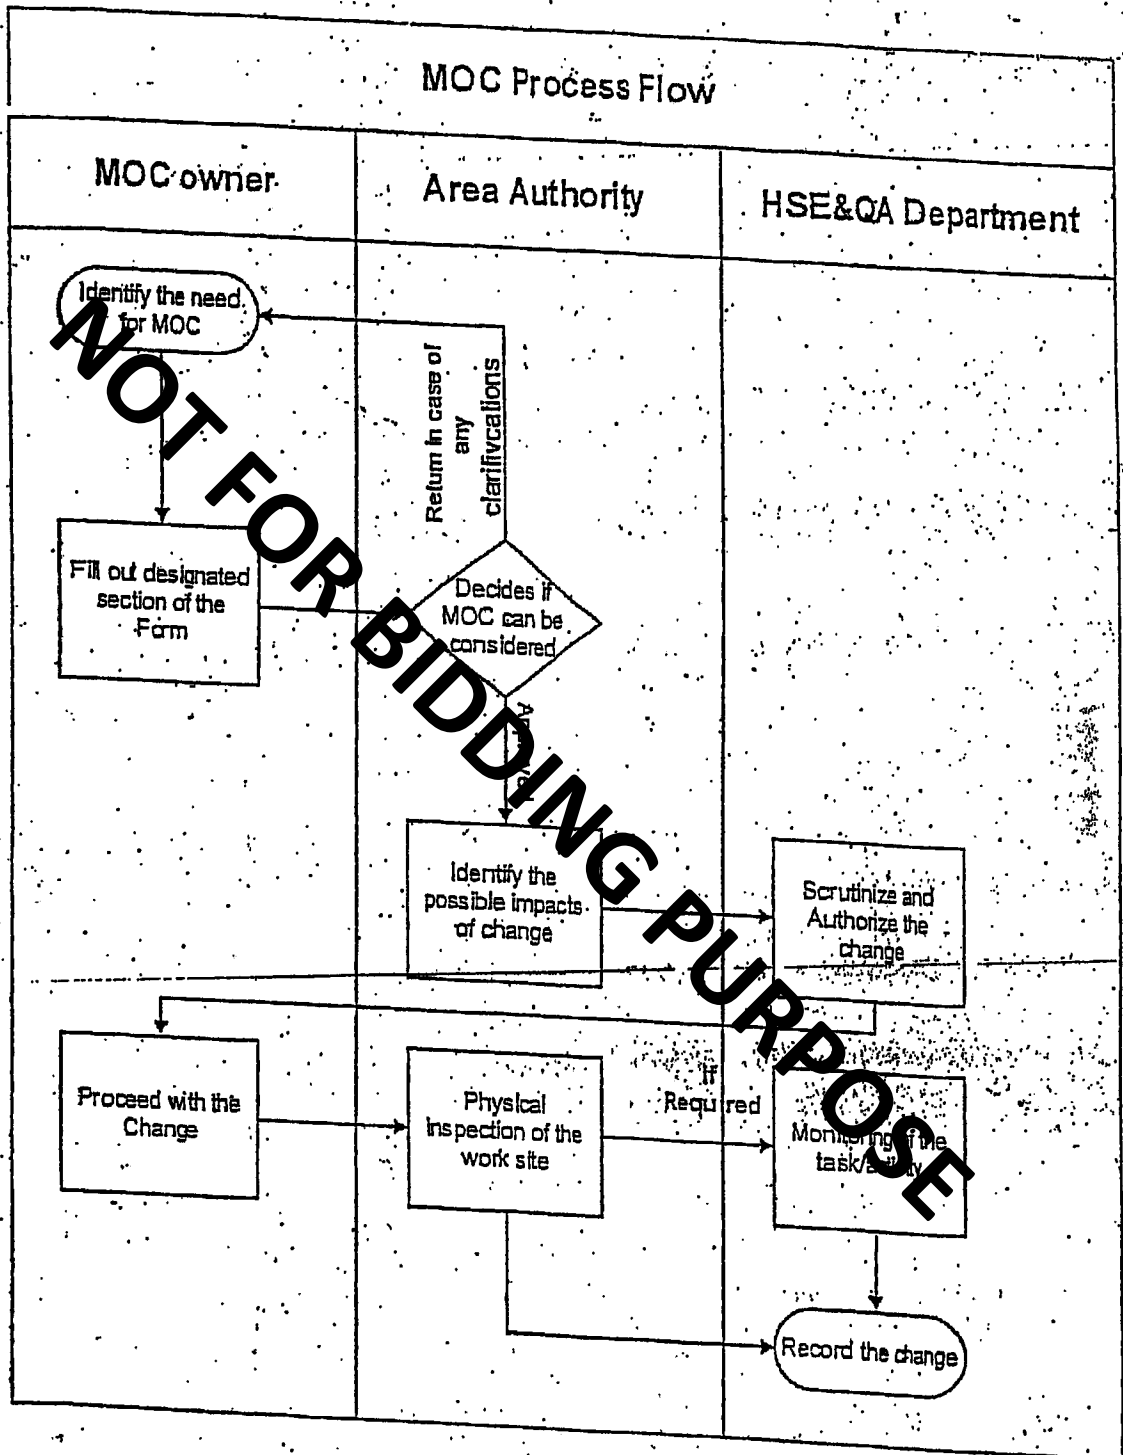 MOC Process Flow
MOC owner
Area Authority
HSE&QA Department
Identify the need
for MOC
Return in case of
any
clarifivcations
Fill out designated
section of the
Form
Decides if
MOC can be
considered
Identify the
possible impacts
of change
Scrutinize and
Authorize the
change
Proceed with the
Change
Physical
Inspection of the
work site
If
Required
Monitoring of the
Record the change
NOT FOR BIDDING PURPOSE